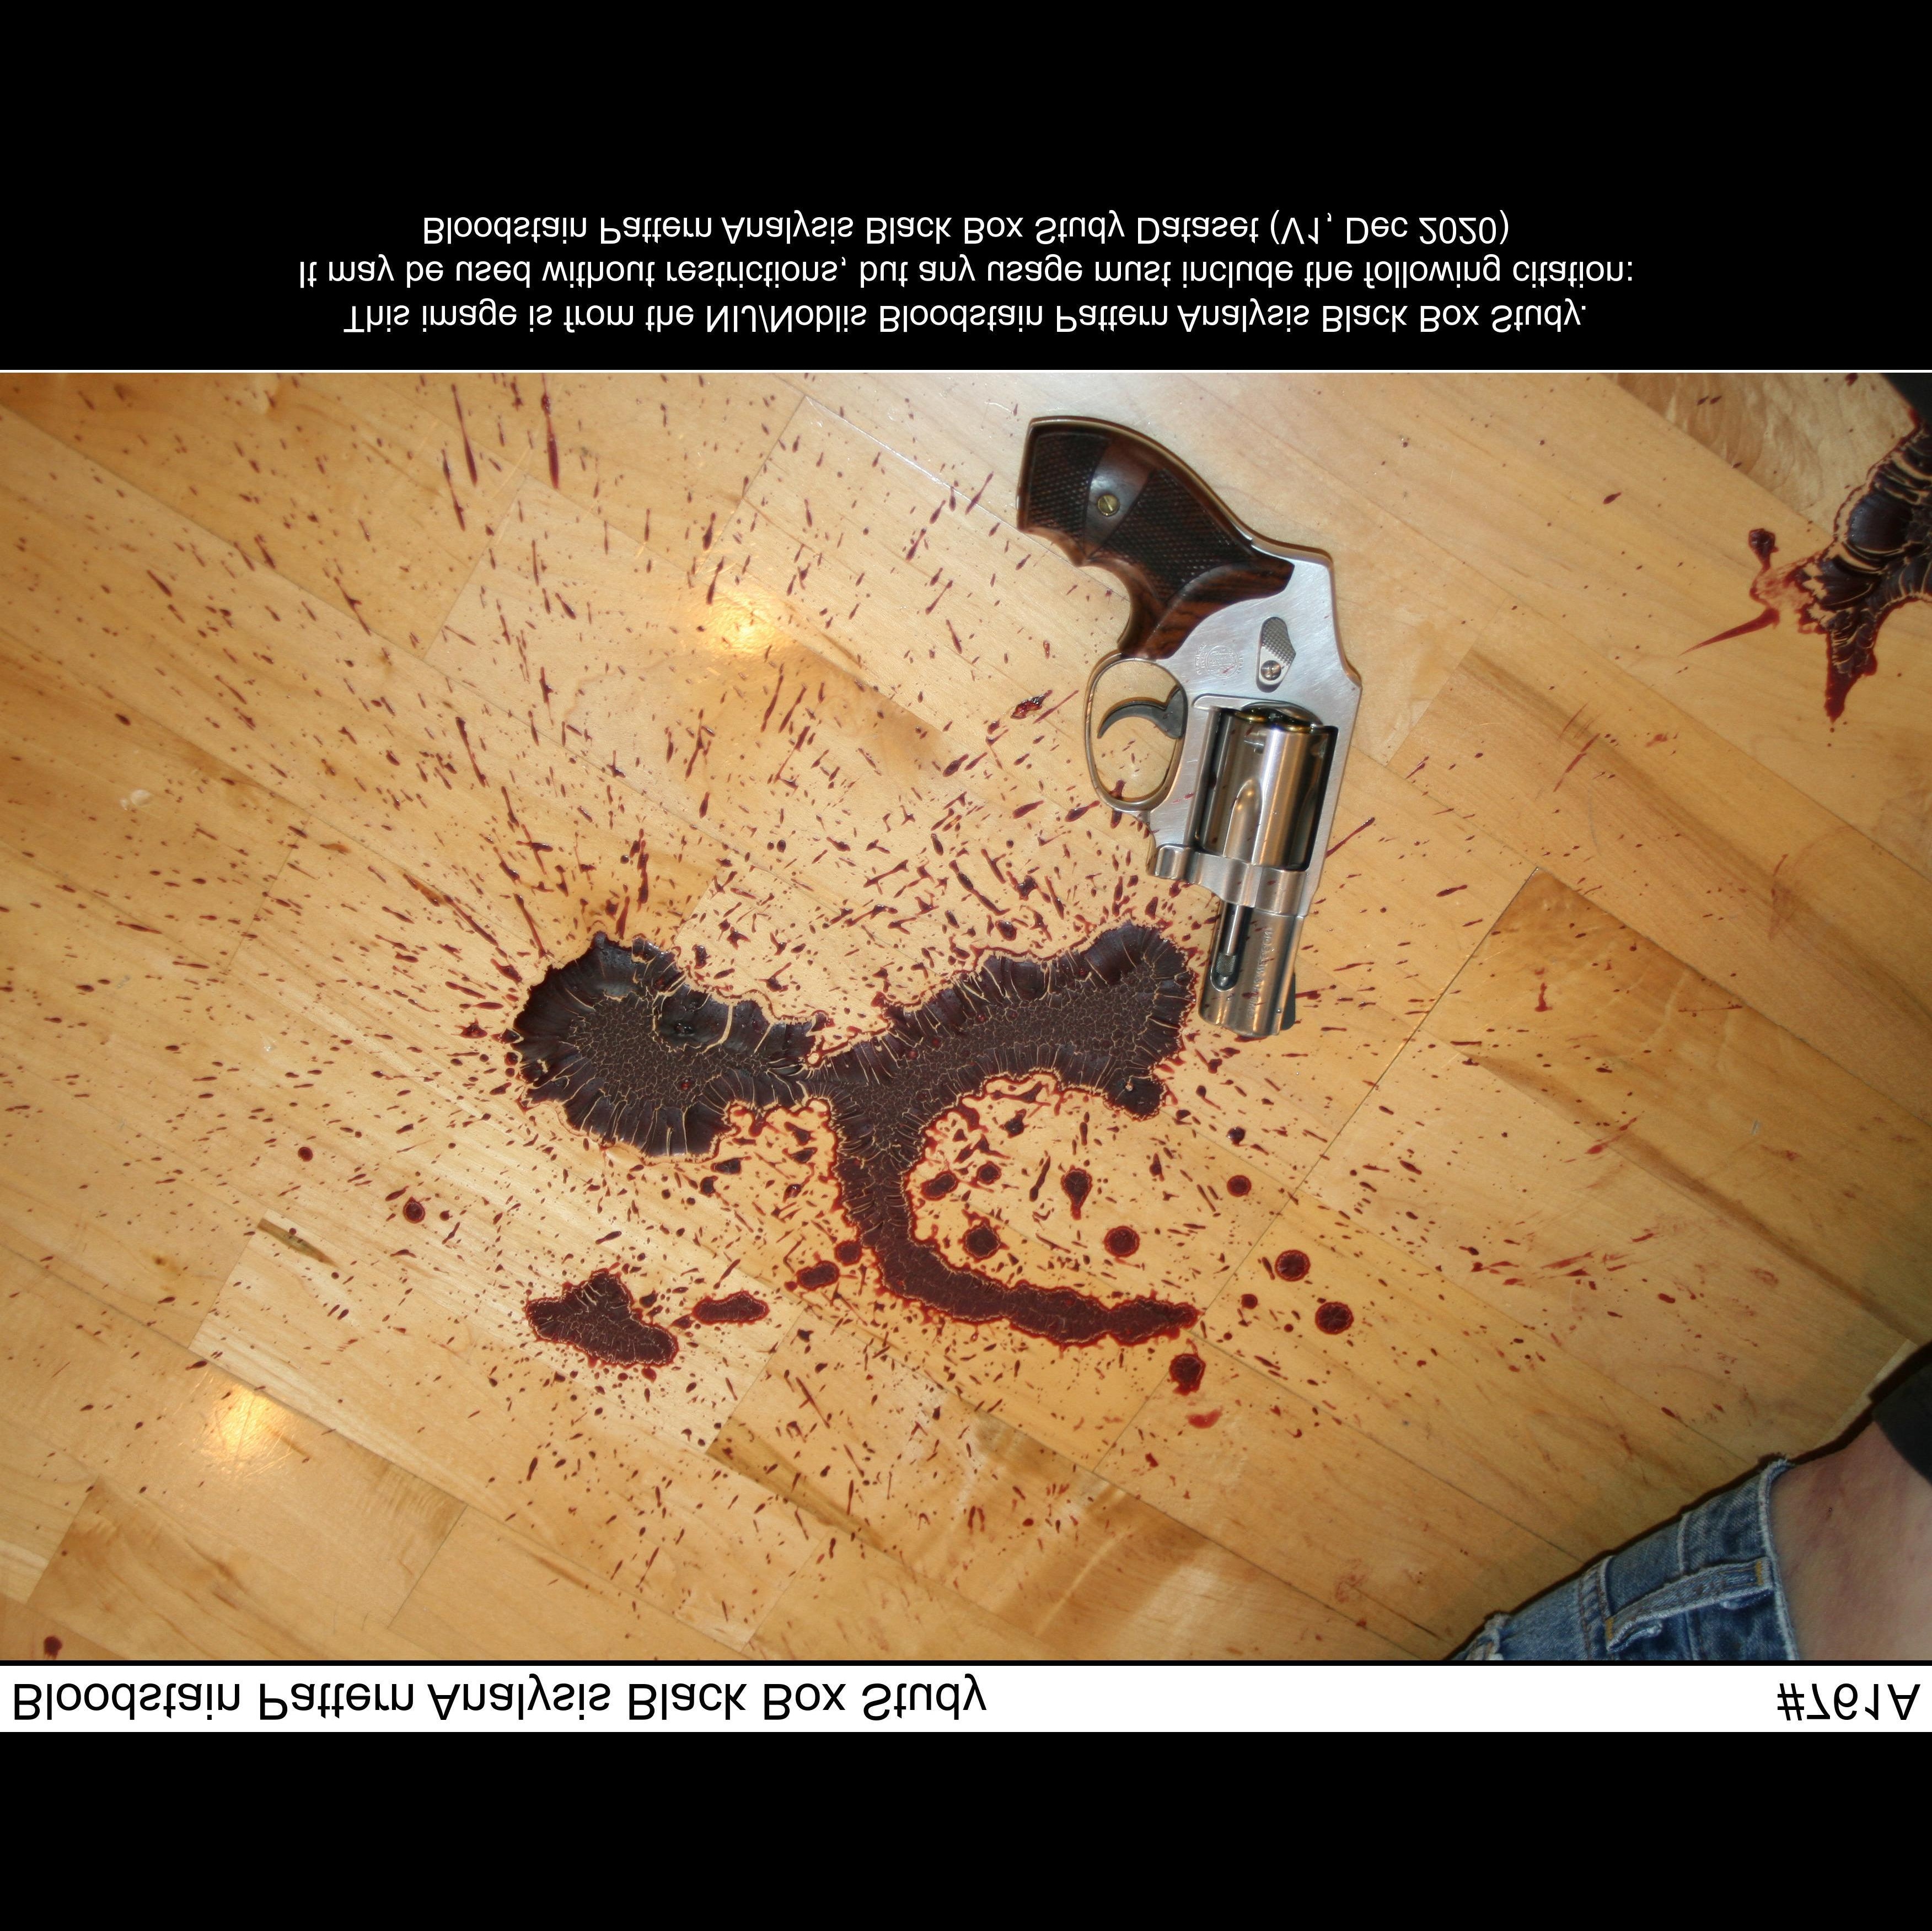 Bloodstain Pattern Analysis Black Box Study #761A
This image is from the NIJ/Noblis Bloodstain Pattern Analysis Black Box Study.
It may be used without restrictions, but any usage must include the following citation:
Bloodstain Pattern Analysis Black Box Study Dataset (V1, Dec 2020)